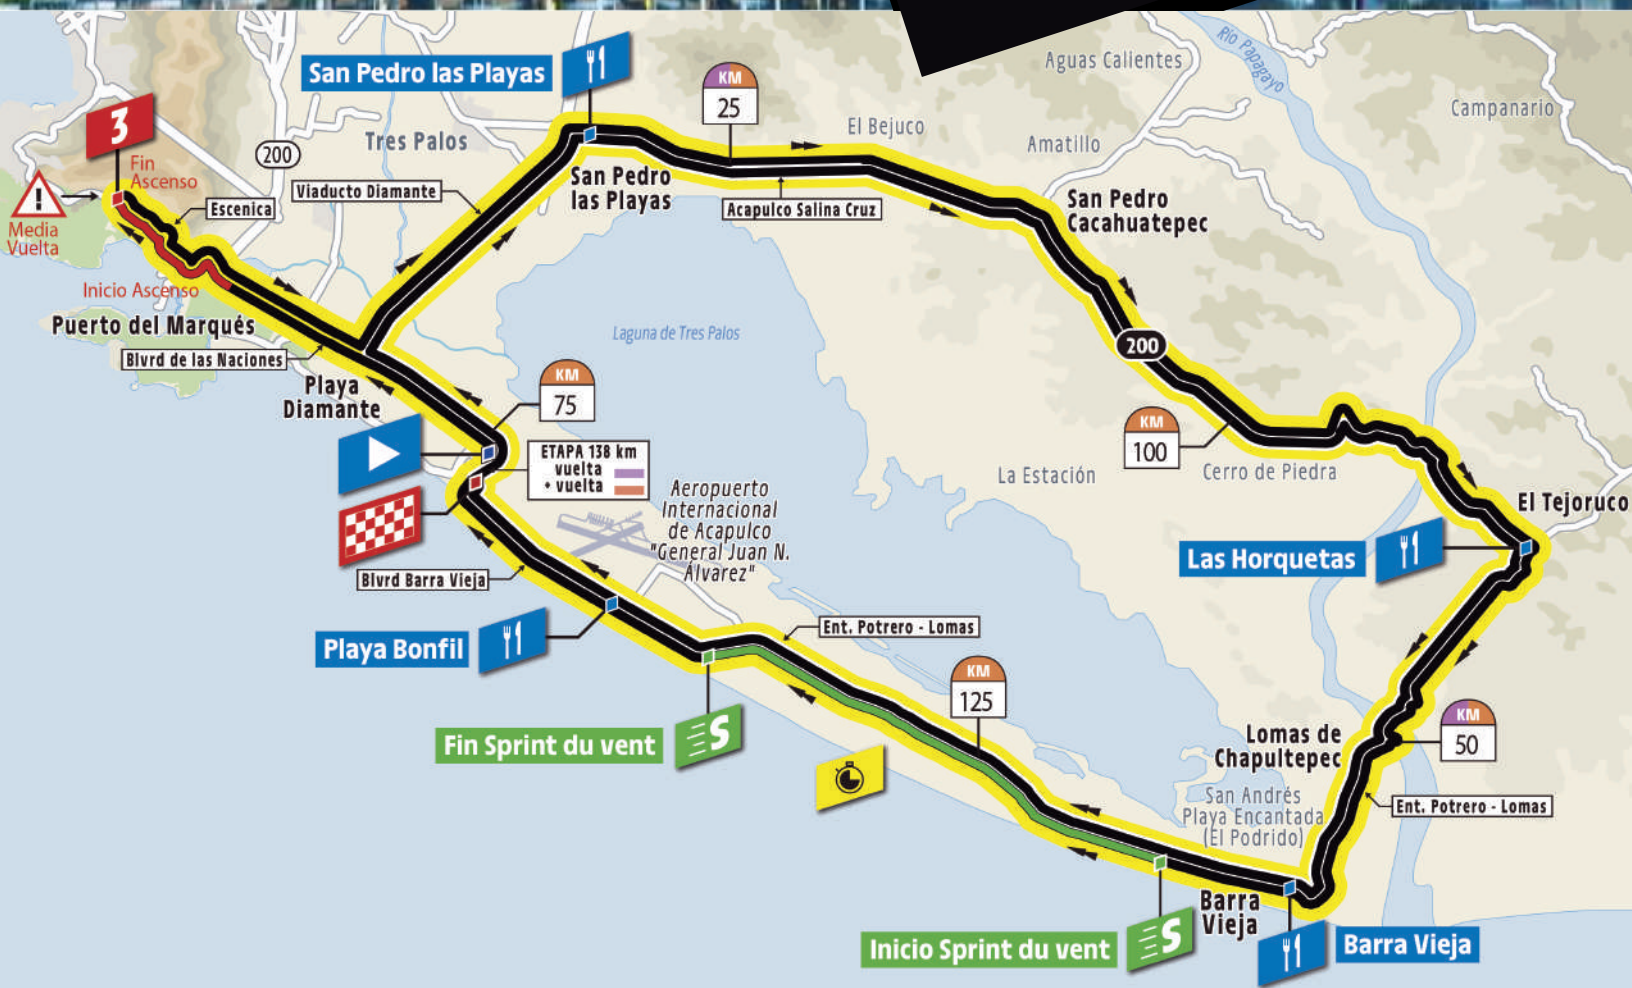 San Pedro las Playas
KM
25
Río Papagayo
Aguas Calientes
Campanario
3
Fin
Ascenso
200
Tres Palos
El Bejuco
Amatillo
Viaducto Diamante
San Pedro
las Playas
Acapulco Salina Cruz
San Pedro
Cacahuatepec
!
Media
Vuelta
Escenica
Inicio Ascenso
Puerto del Marqués
Blvrd de las Naciones
Laguna de Tres Palos
200
Playa
Diamante
KM
75
KM
100
ETAPA 138 km
vuelta
+ vuelta
La Estación
Cerro de Piedra
El Tejoruco
Aeropuerto
Internacional
de Acapulco
"General Juan N.
Álvarez"
Las Horquetas
Blvrd Barra Vieja
Playa Bonfil
Ent. Potrero - Lomas
KM
125
KM
50
Lomas de
Chapultepec
Fin Sprint du vent
S
San Andrés
Playa Encantada
(El Podrido)
Ent. Potrero - Lomas
Barra
Vieja
Inicio Sprint du vent
S
Barra Vieja